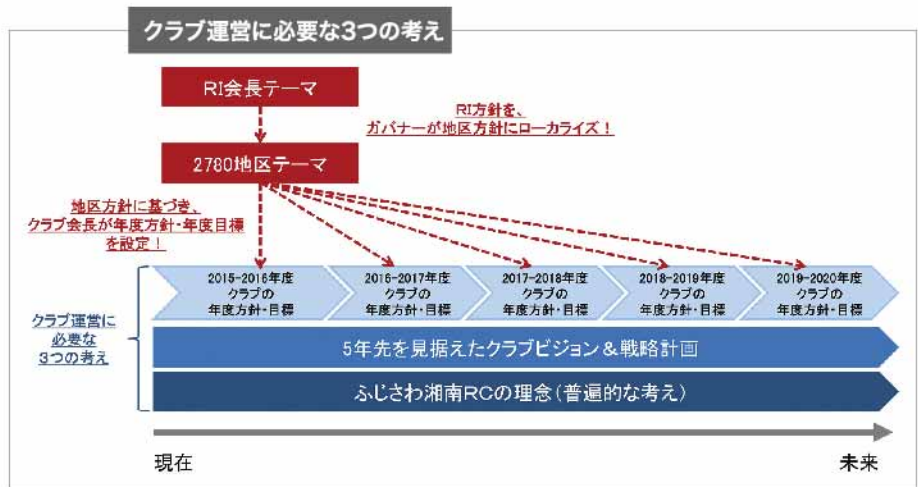 クラブ運営に必要な3つの考え
RI会長テーマ
RI方針を、
ガバナーが地区方針にローカライズ！
2780地区テーマ
地区方針に基づき、
クラブ会長が年度方針・年度目標
を設定！
2015-2016年度
クラブの
年度方針・目標
2016-2017年度
クラブの
年度方針・目標
2017-2018年度
クラブの
年度方針・目標
2018-2019年度
クラブの
年度方針・目標
2019-2020年度
クラブの
年度方針・目標
クラブ運営に
必要な
3つの考え
5年先を見据えたクラブビジョン＆戦略計画
ふじさわ湘南RCの理念（普遍的な考え）
現在
未来